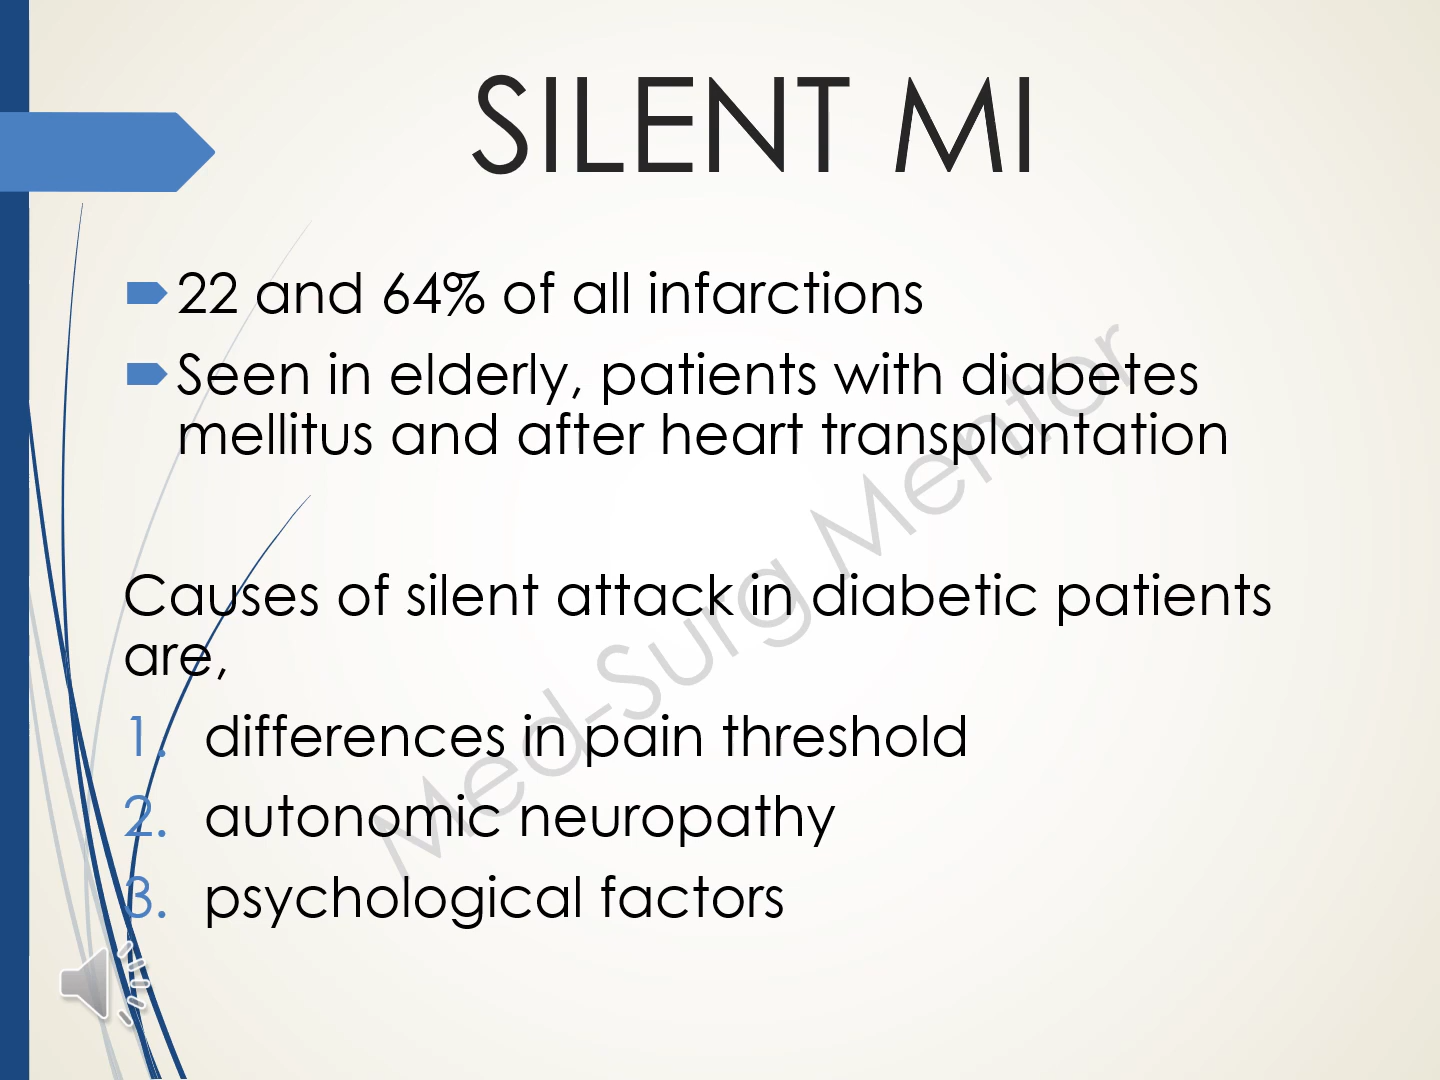 SILENT MI
22 and 64% of all infarctions
Seen in elderly, patients with diabetes
mellitus and after heart transplantation
Causes of silent attack in diabetic patients
are,
1. differences in pain threshold
2. autonomic neuropathy
3. psychological factors
Med-Surg Mentor